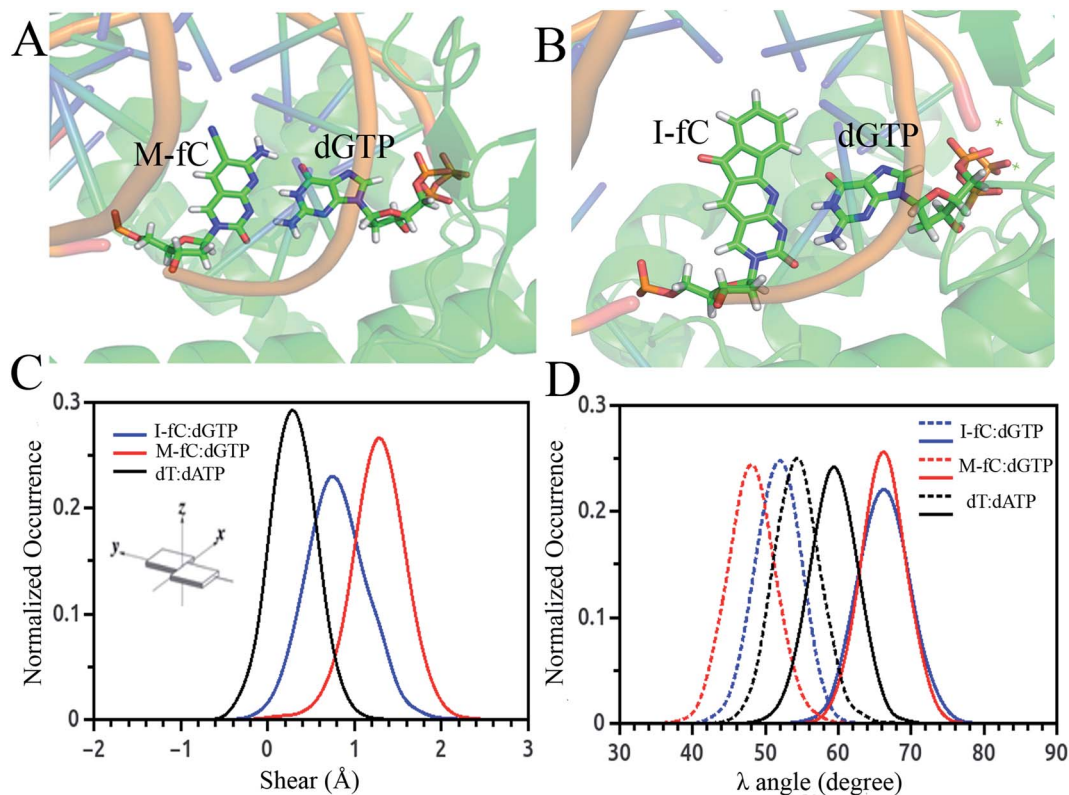 A
M-fC
dGTP
B
I-fC
dGTP
C
0.3
0.2
0.1
0
Normalized Occurrence
I-fC:dGTP
M-fC:dGTP
dT:dATP
z
y
x
−2
−1
0
1
2
3
Shear (Å)
D
0.3
0.2
0.1
0
Normalized Occurrence
I-fC:dGTP
M-fC:dGTP
dT:dATP
30
40
50
60
70
80
90
λ angle (degree)